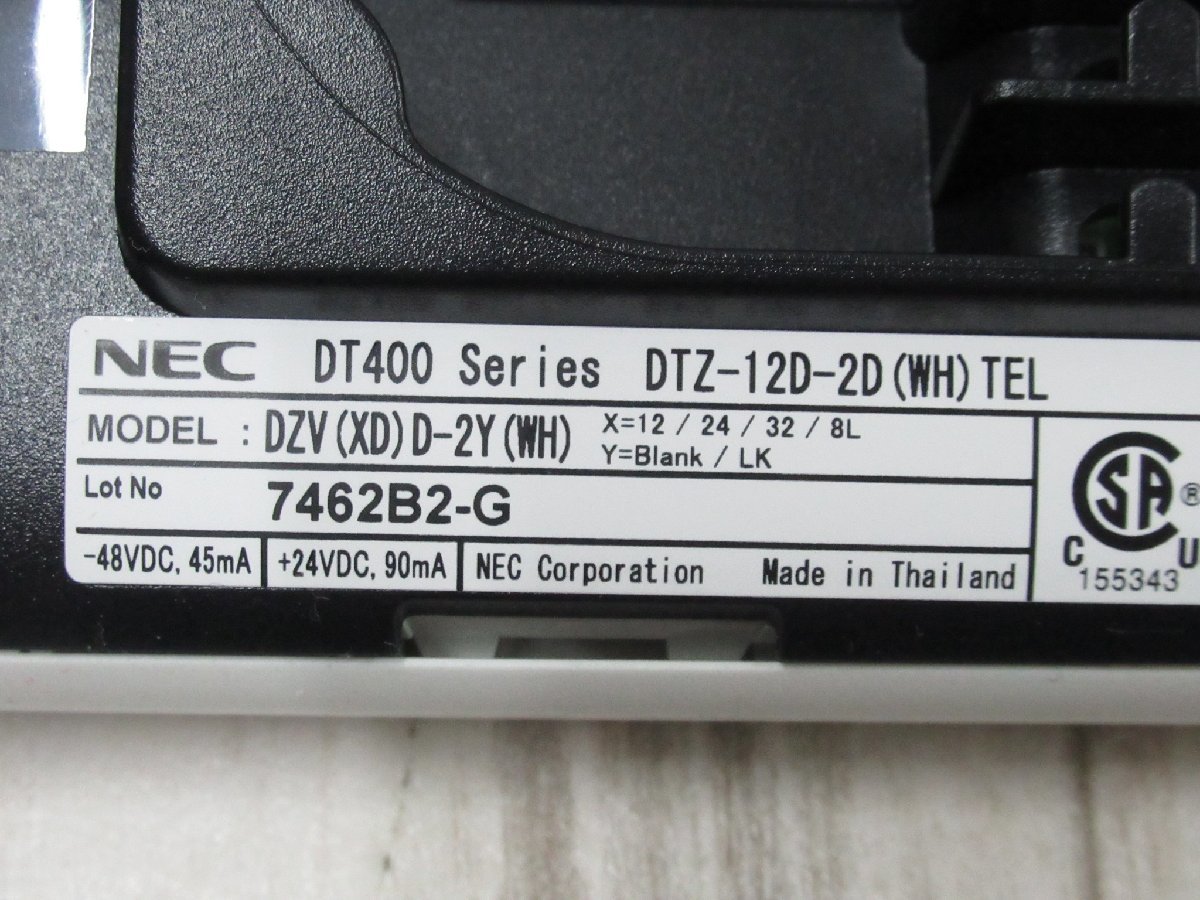 NEC DT400 Series DTZ-12D-2D(WH)TEL
MODEL : DZV(XD)D-2Y(WH) X=12 / 24 / 32 / 8L
Y=Blank / LK
Lot No 7462B2-G
-48VDC, 45mA +24VDC, 90mA NEC Corporation Made in Thailand
SA ®
C U
155343